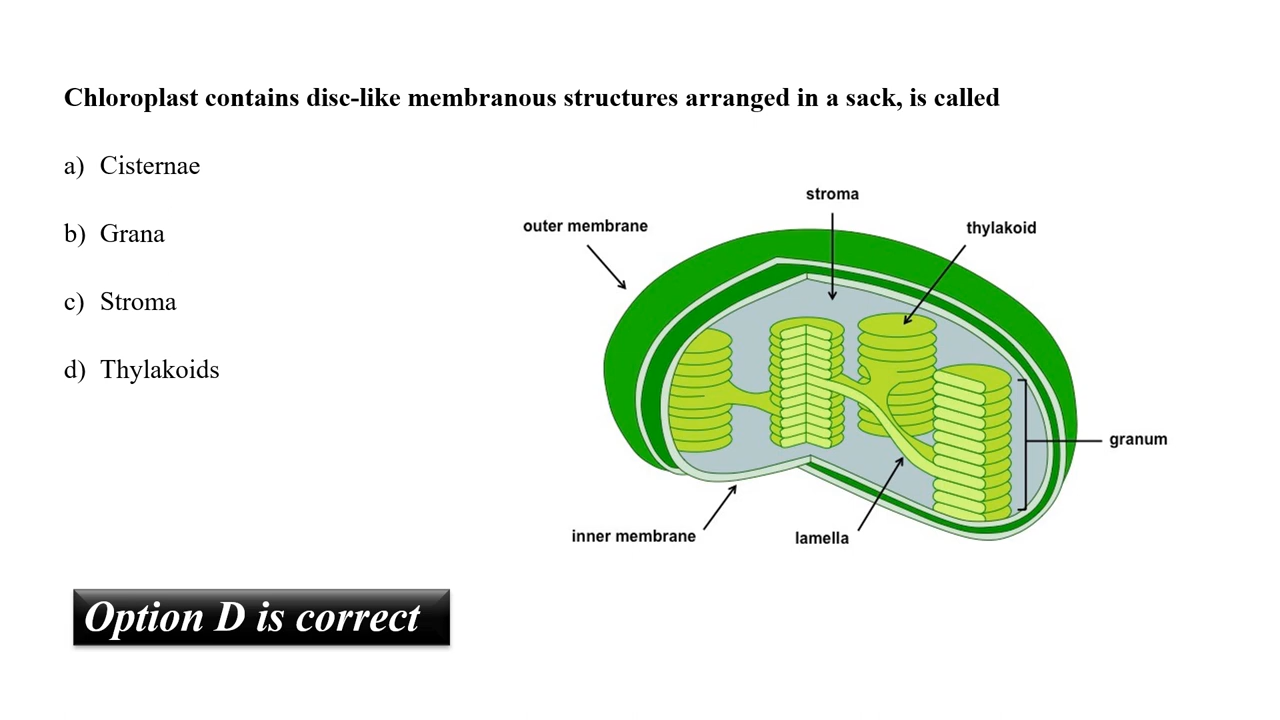 Chloroplast contains disc-like membranous structures arranged in a sack, is called
a) Cisternae
b) Grana
c) Stroma
d) Thylakoids
stroma
outer membrane
thylakoid
granum
inner membrane
lamella
Option D is correct